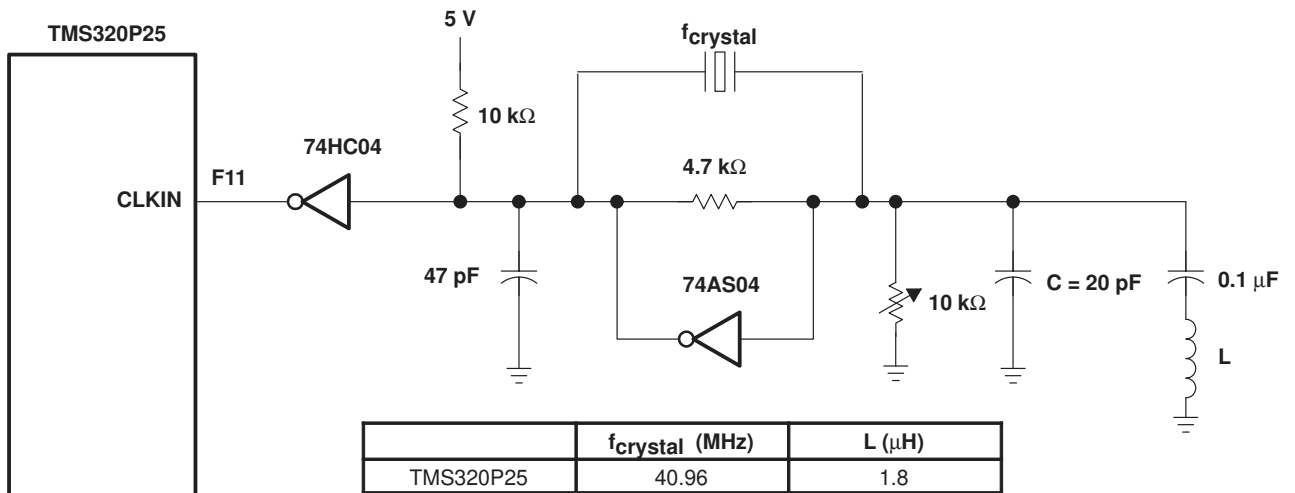 TMS320P25
5 V
fcrystal
10 kΩ
74HC04
4.7 kΩ
CLKIN
F11
47 pF
74AS04
10 kΩ
C = 20 pF
0.1 μF
L
fcrystal (MHz)
L (μH)
TMS320P25
40.96
1.8